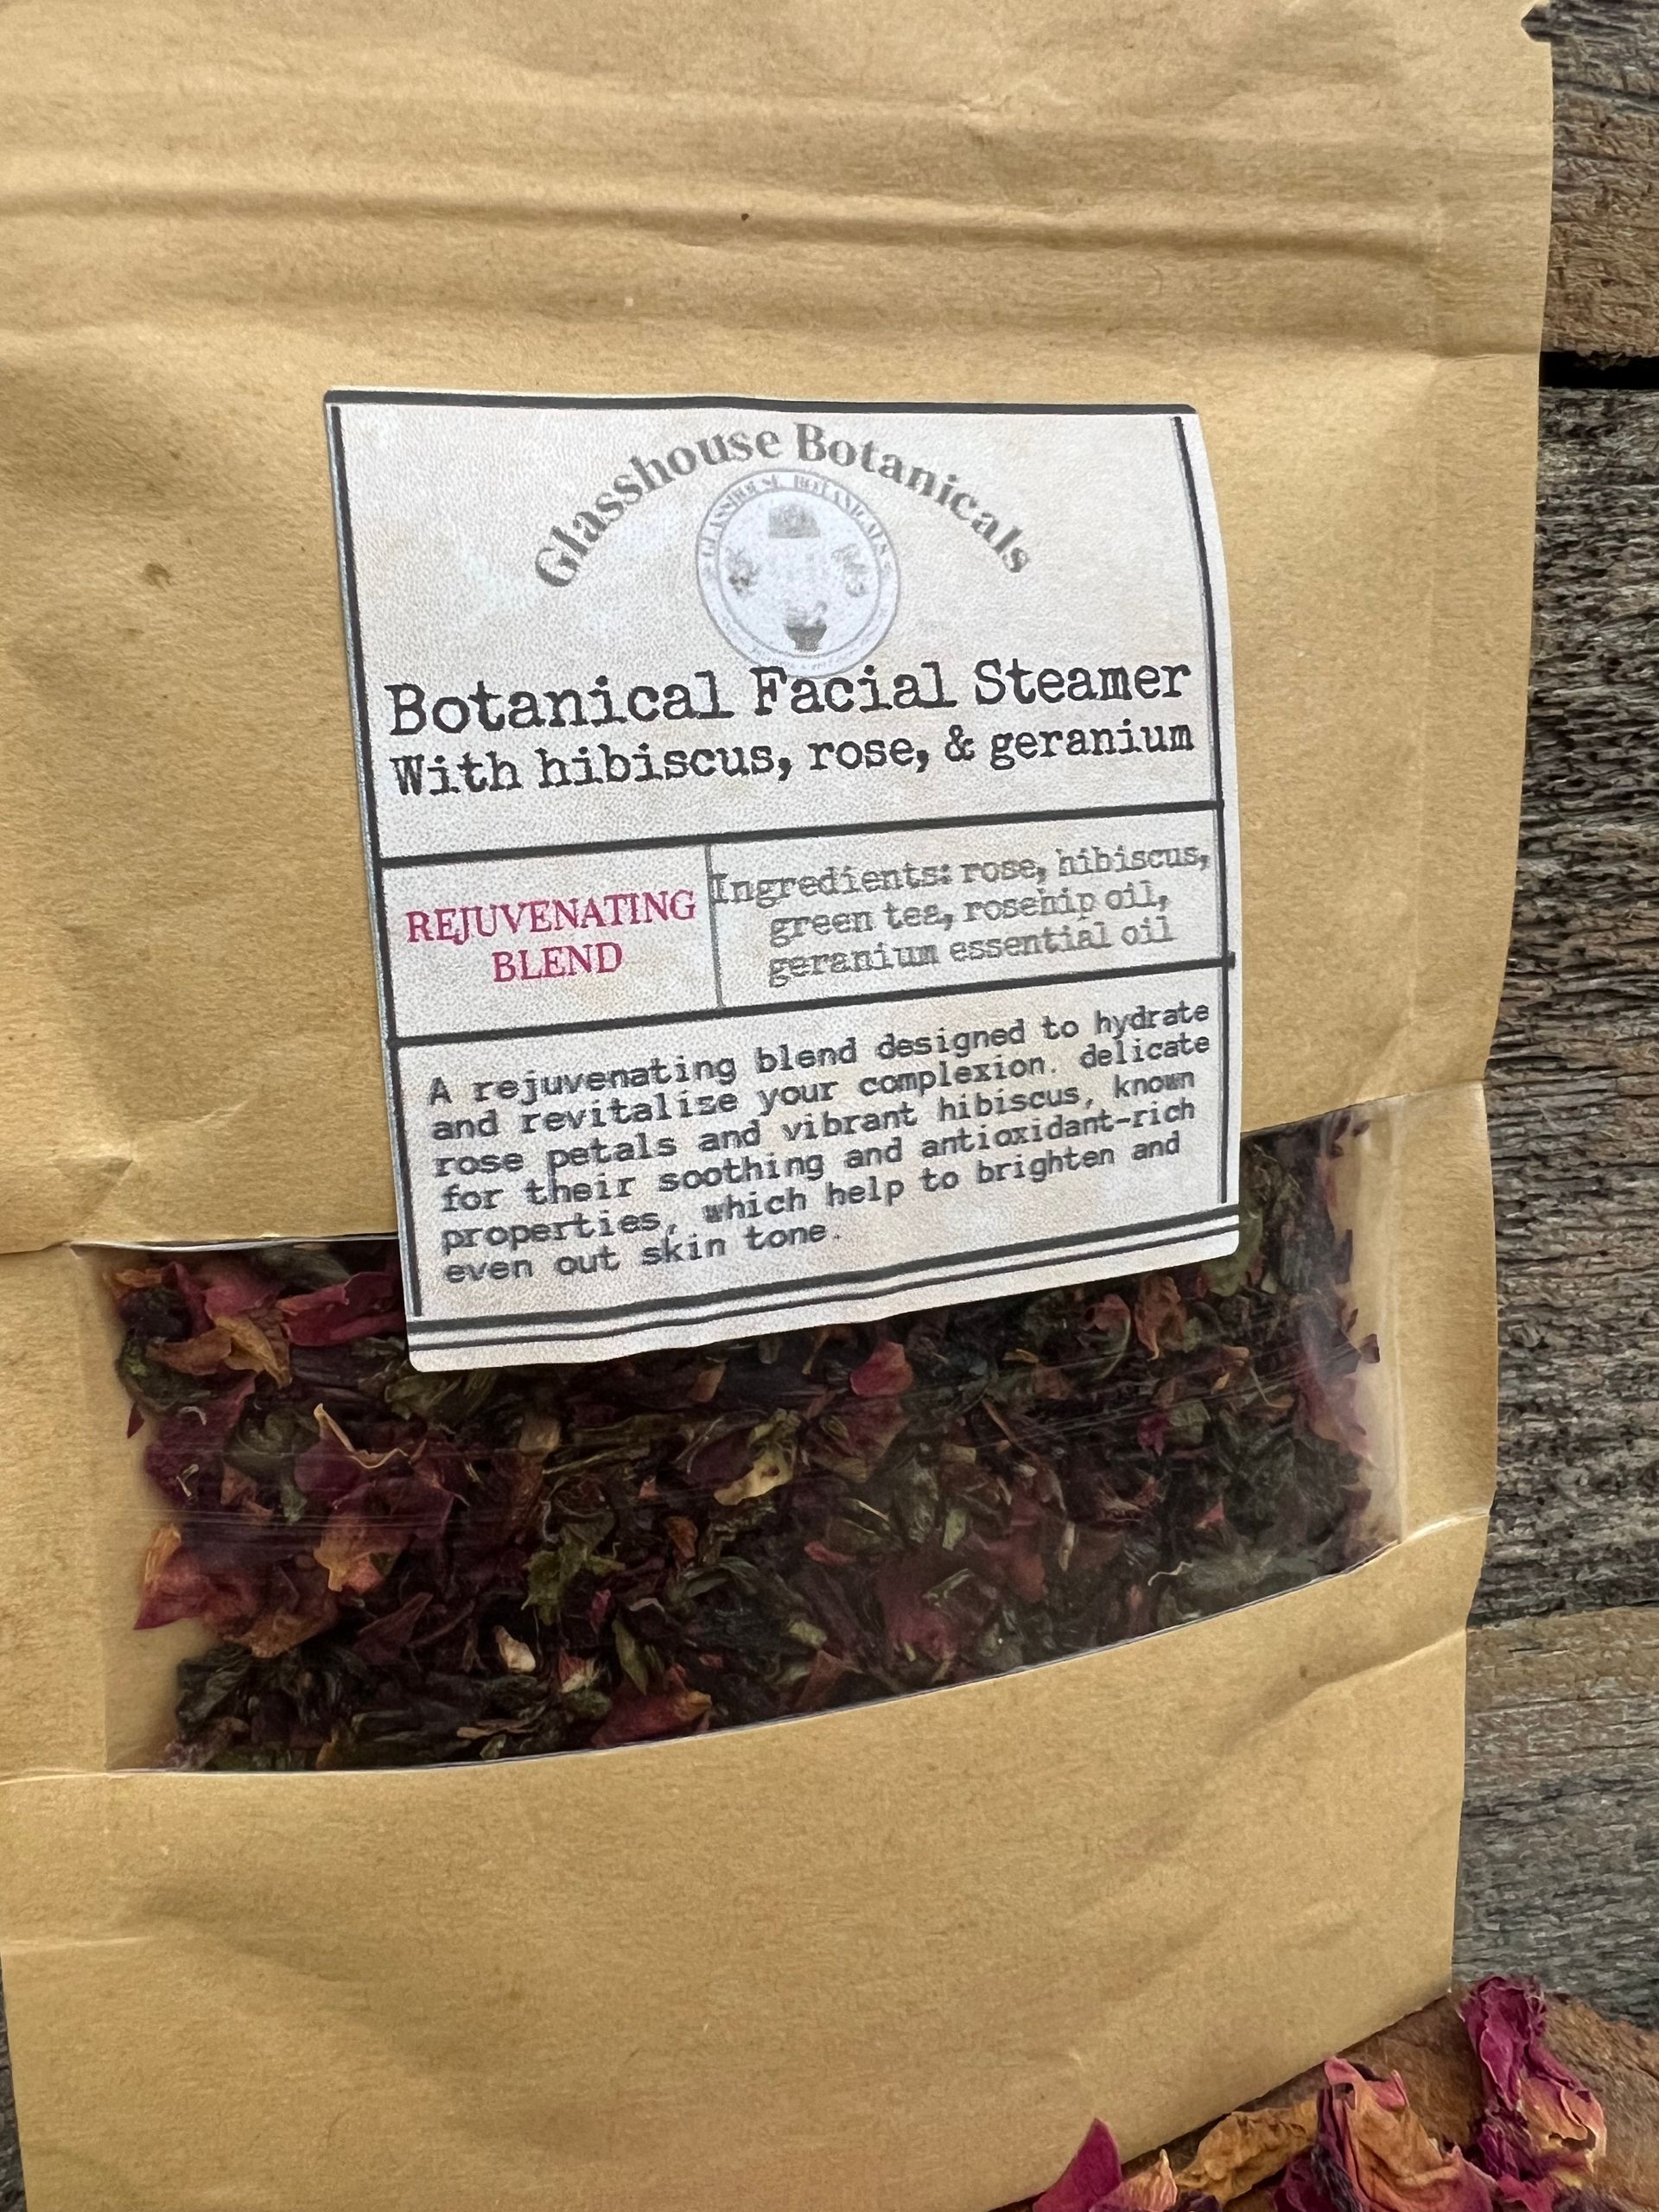 Glasshouse Botanicals
GLASSHOUSE BOTANICALS
Botanical Facial Steamer
With hibiscus, rose, & geranium
REJUVENATING
BLEND
Ingredients: rose, hibiscus,
green tea, rosehip oil,
geranium essential oil
A rejuvenating blend designed to hydrate
and revitalize your complexion. delicate
rose petals and vibrant hibiscus, known
for their soothing and antioxidant-rich
properties, which help to brighten and
even out skin tone.